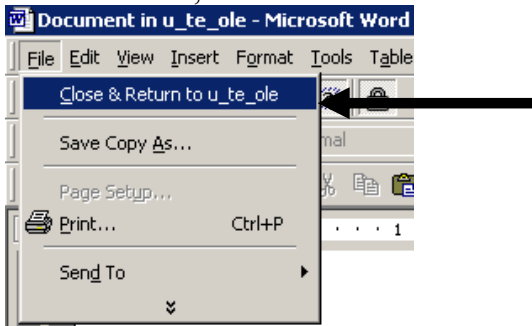 Document in u_te_ole - Microsoft Word
File Edit View Insert Format Tools Table
Close & Return to u_te_ole
Save Copy As...
Page Setup...
Print... Ctrl+P
1
Send To